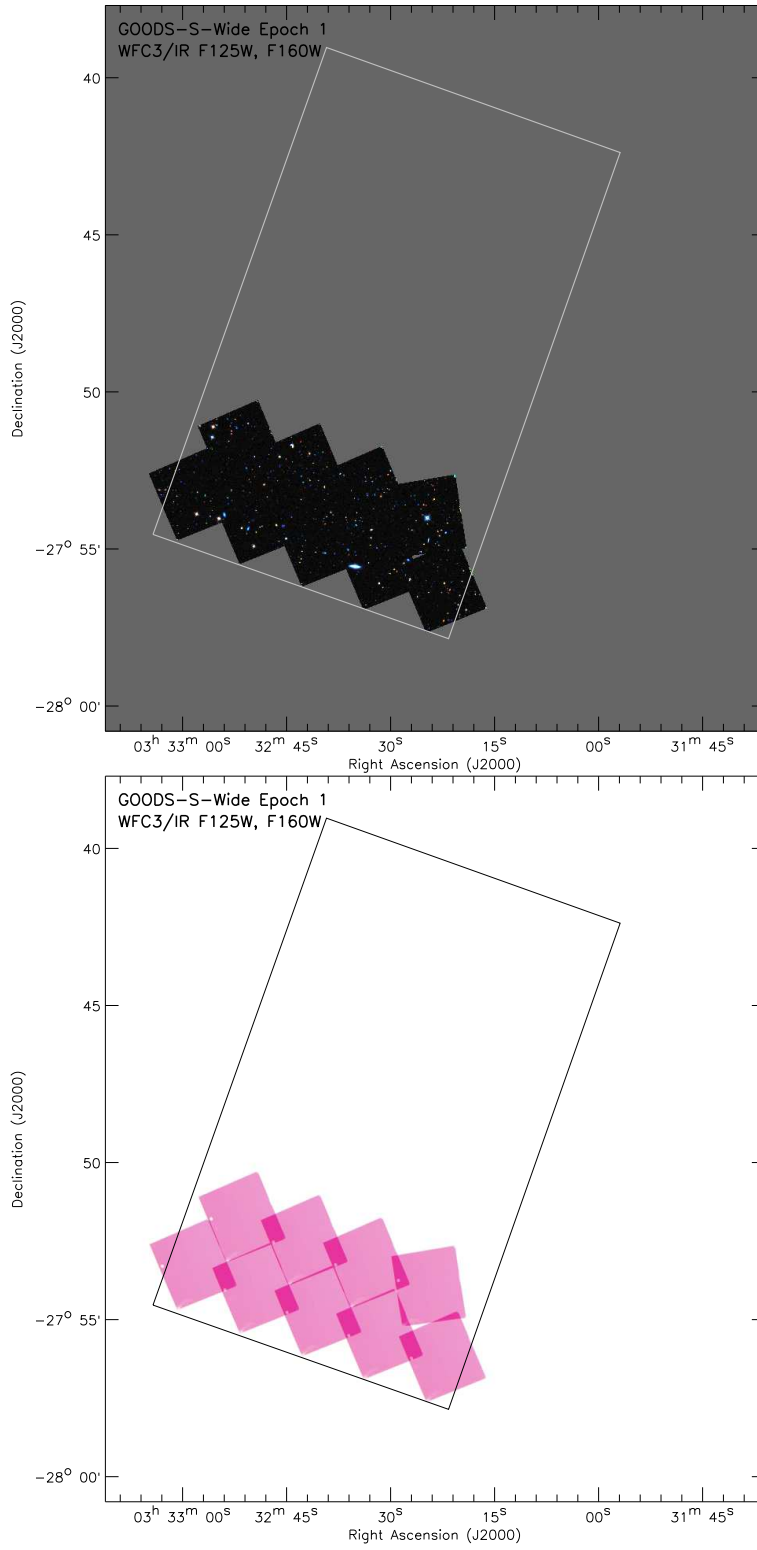 GOODS-S-Wide Epoch 1
WFC3/IR F125W, F160W
40
45
50
-27° 55'
-28° 00'
Declination (J2000)
03ʰ 33ᵐ 00ˢ 32ᵐ 45ˢ 30ˢ 15ˢ 00ˢ 31ᵐ 45ˢ
Right Ascension (J2000)
GOODS-S-Wide Epoch 1
WFC3/IR F125W, F160W
40
45
50
-27° 55'
-28° 00'
Declination (J2000)
03ʰ 33ᵐ 00ˢ 32ᵐ 45ˢ 30ˢ 15ˢ 00ˢ 31ᵐ 45ˢ
Right Ascension (J2000)